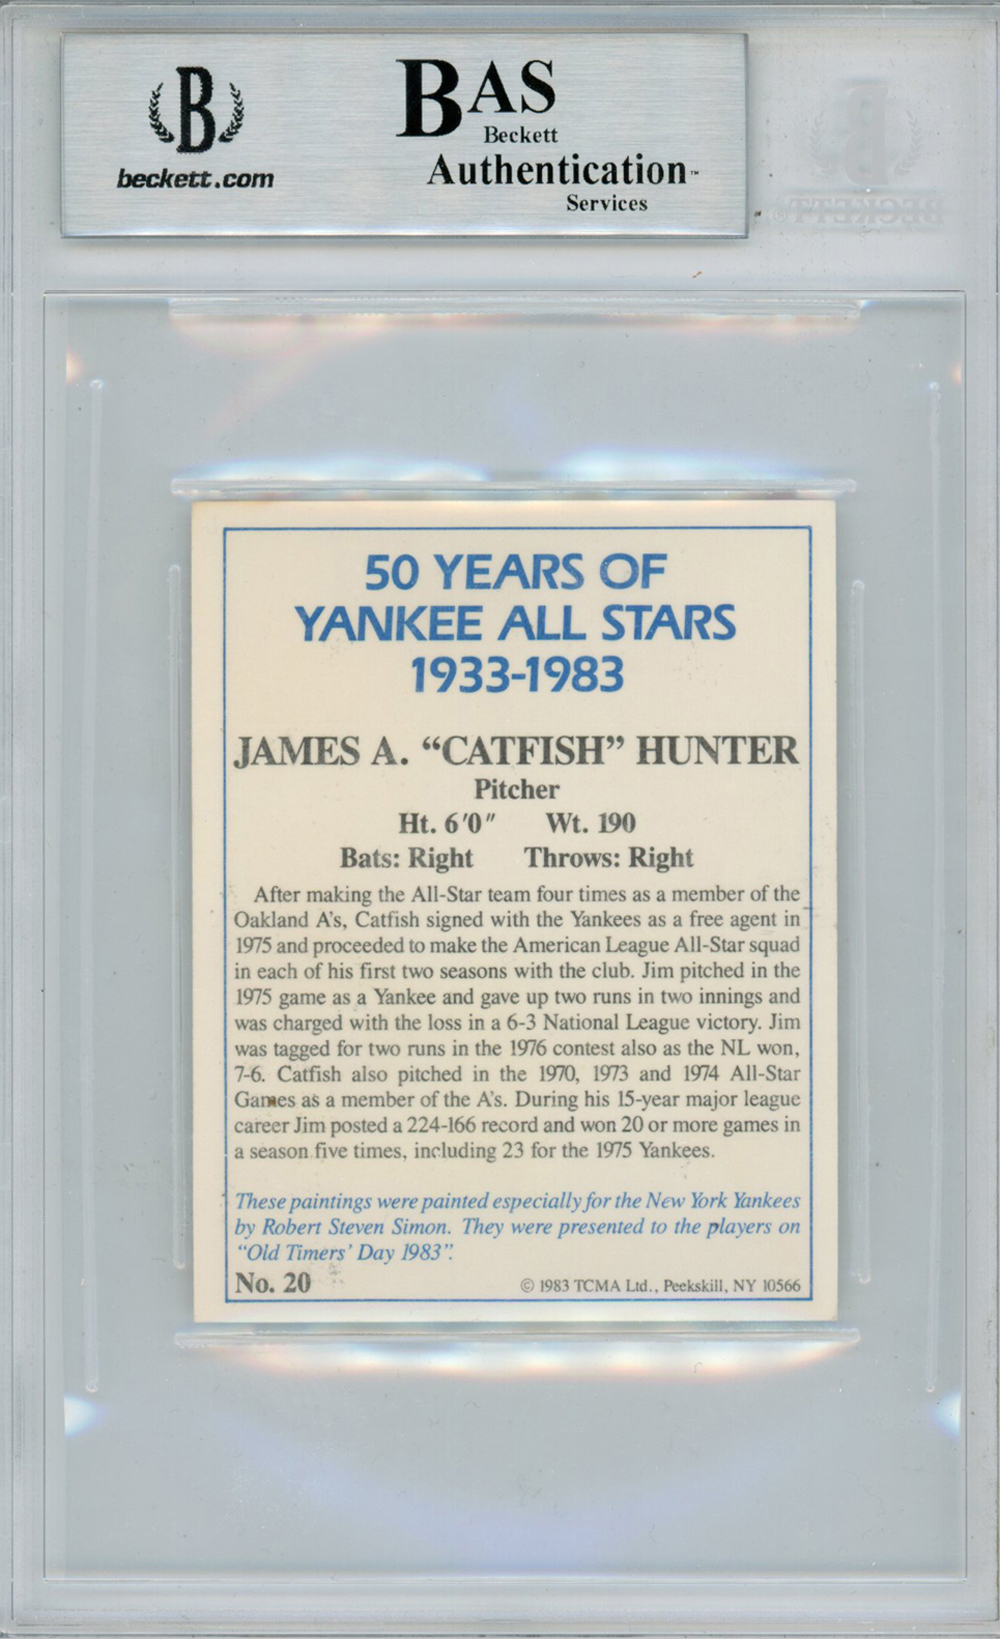 B
beckett.com
BAS
Beckett
Authentication™
Services
BECKETT®
50 YEARS OF
YANKEE ALL STARS
1933-1983
JAMES A. “CATFISH” HUNTER
Pitcher
Ht. 6′0″ Wt. 190
Bats: Right Throws: Right
After making the All-Star team four times as a member of the
Oakland A's, Catfish signed with the Yankees as a free agent in
1975 and proceeded to make the American League All-Star squad
in each of his first two seasons with the club. Jim pitched in the
1975 game as a Yankee and gave up two runs in two innings and
was charged with the loss in a 6-3 National League victory. Jim
was tagged for two runs in the 1976 contest also as the NL won,
7-6. Catfish also pitched in the 1970, 1973 and 1974 All-Star
Games as a member of the A's. During his 15-year major league
career Jim posted a 224-166 record and won 20 or more games in
a season five times, including 23 for the 1975 Yankees.
These paintings were painted especially for the New York Yankees
by Robert Steven Simon. They were presented to the players on
“Old Timers’ Day 1983”.
No. 20 © 1983 TCMA Ltd., Peekskill, NY 10566